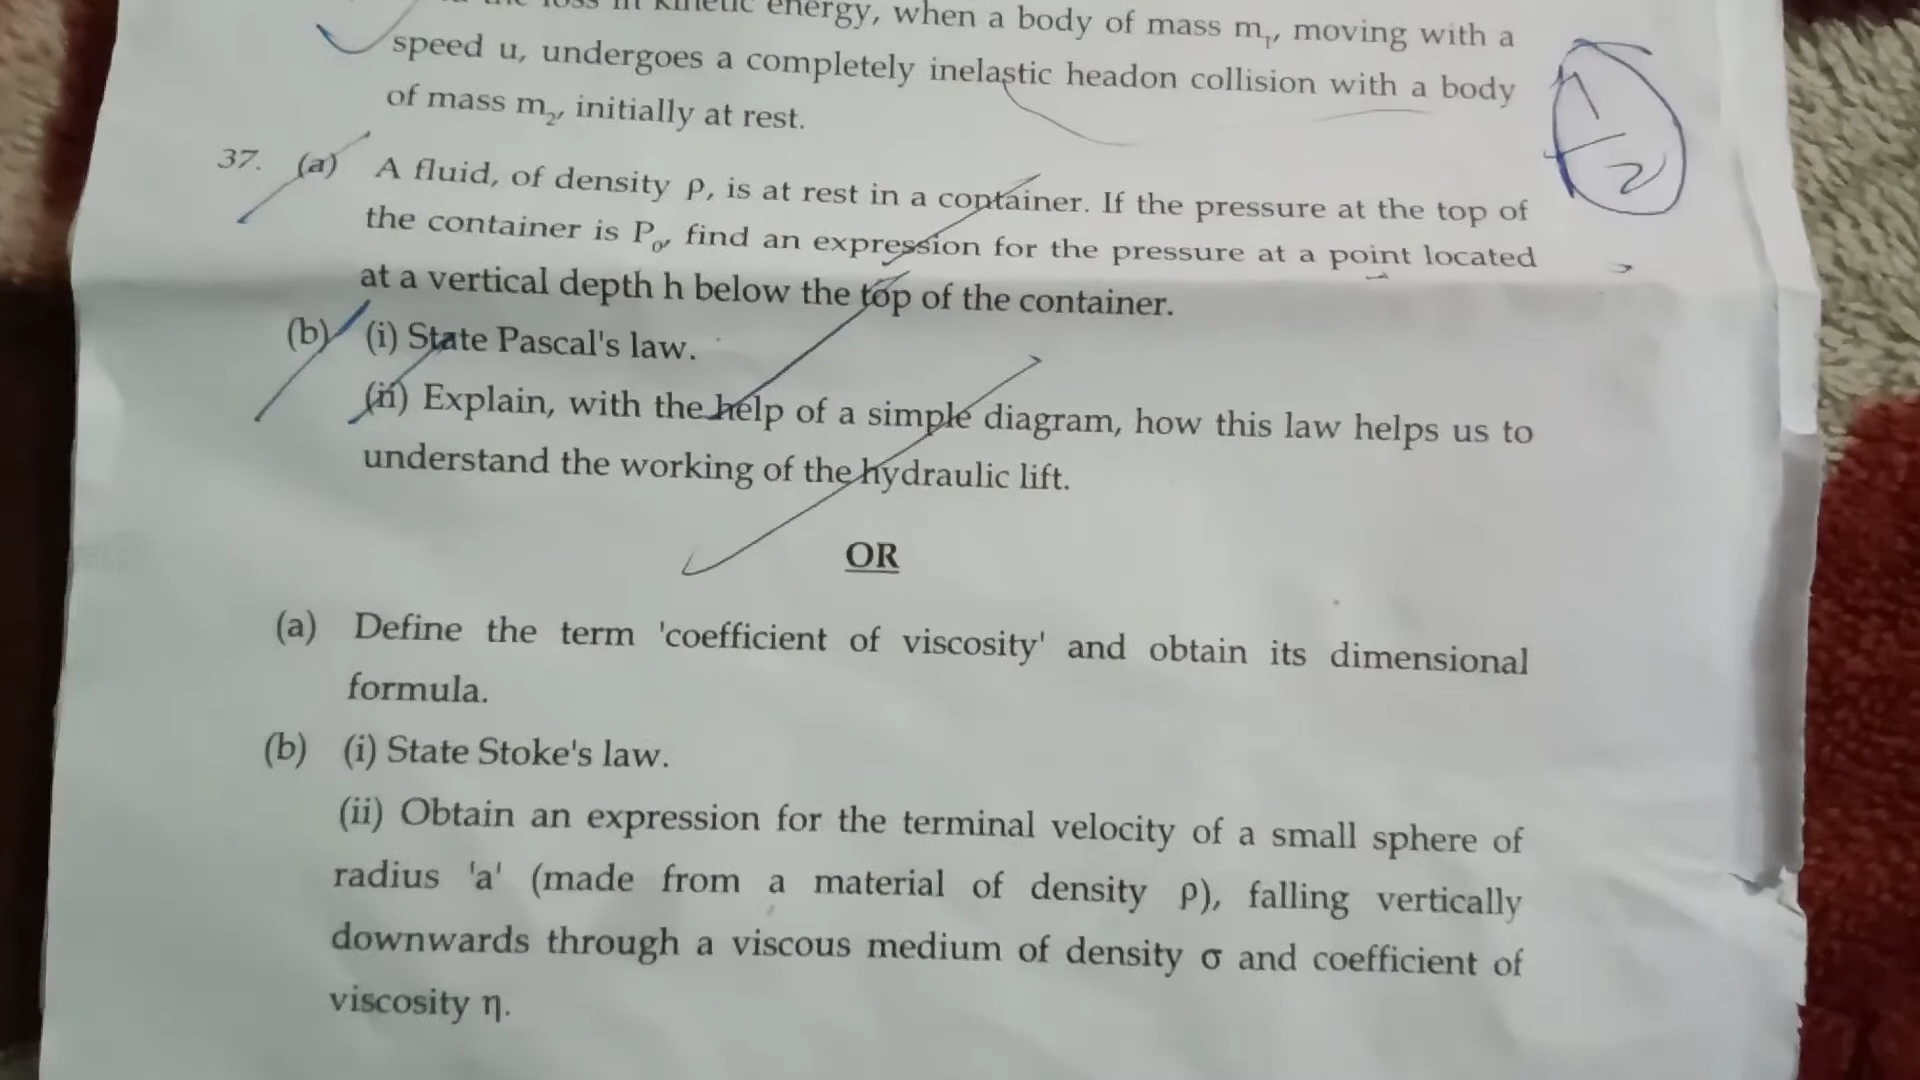 the loss in kinetic energy, when a body of mass m₁, moving with a
speed u, undergoes a completely inelastic headon collision with a body
of mass m₂, initially at rest.
1/2
37. (a) A fluid, of density ρ, is at rest in a container. If the pressure at the top of
the container is P₀, find an expression for the pressure at a point located
at a vertical depth h below the top of the container.
(b) (i) State Pascal's law.
(ii) Explain, with the help of a simple diagram, how this law helps us to
understand the working of the hydraulic lift.
OR
(a) Define the term 'coefficient of viscosity' and obtain its dimensional
formula.
(b) (i) State Stoke's law.
(ii) Obtain an expression for the terminal velocity of a small sphere of
radius 'a' (made from a material of density ρ), falling vertically
downwards through a viscous medium of density σ and coefficient of
viscosity η.